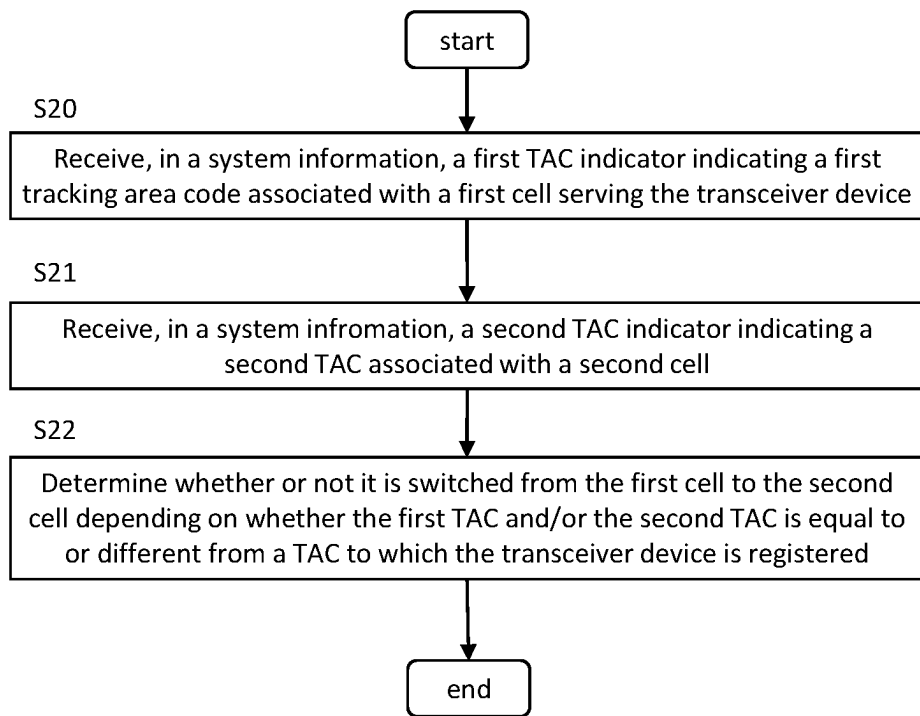 start
S20
Receive, in a system information, a first TAC indicator indicating a first
tracking area code associated with a first cell serving the transceiver device
S21
Receive, in a system infromation, a second TAC indicator indicating a
second TAC associated with a second cell
S22
Determine whether or not it is switched from the first cell to the second
cell depending on whether the first TAC and/or the second TAC is equal to
or different from a TAC to which the transceiver device is registered
end